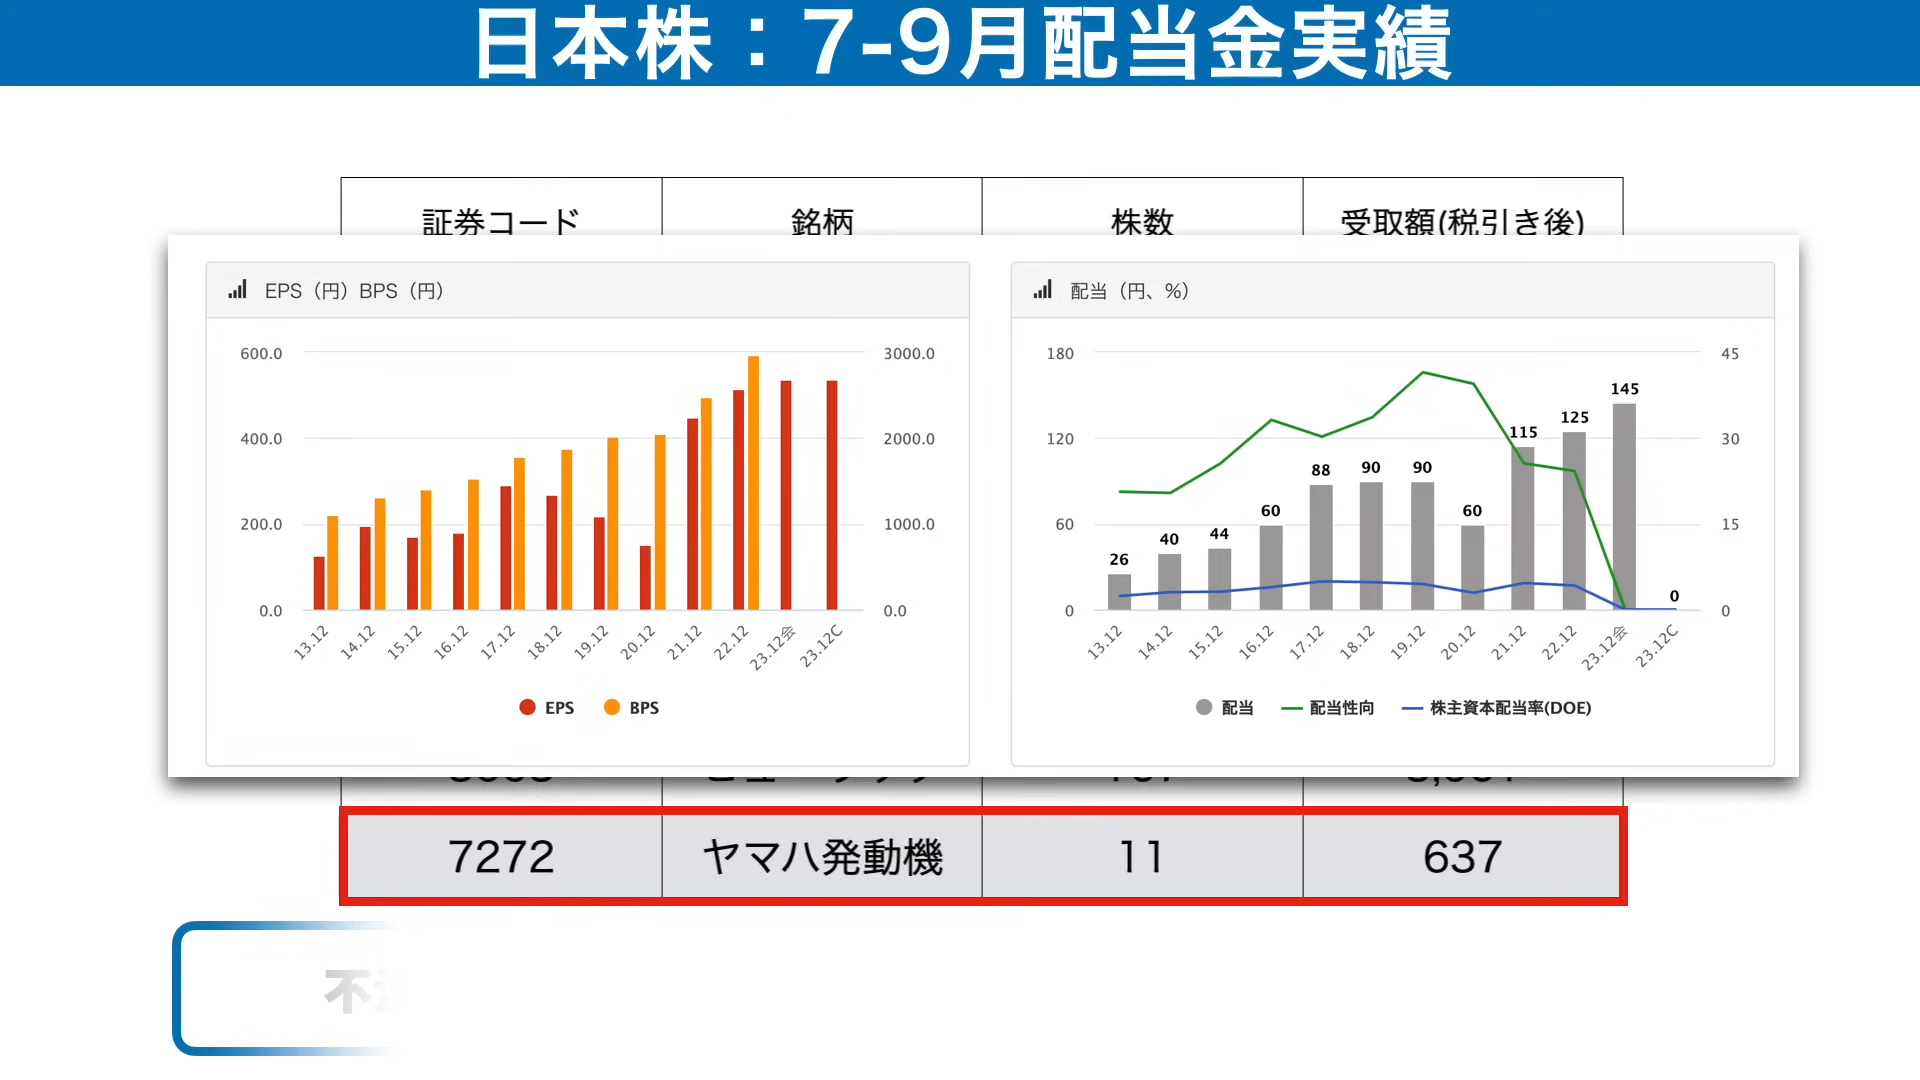 日本株：7-9月配当金実績
証券コード 銘柄 株数 受取額(税引き後)
EPS（円）BPS（円）
600.0 3000.0
400.0 2000.0
200.0 1000.0
0.0 0.0
13.12 14.12 15.12 16.12 17.12 18.12 19.12 20.12 21.12 22.12 23.12会 23.12C
EPS BPS
配当（円、%）
180 45
120 30
60 15
0 0
26 40 44 60 88 90 90 60 115 125 145 0
13.12 14.12 15.12 16.12 17.12 18.12 19.12 20.12 21.12 22.12 23.12会 23.12C
配当 配当性向 株主資本配当率(DOE)
7272 ヤマハ発動機 11 637
不